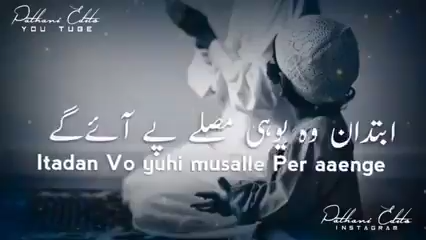 Pathani Edits
YOU TUBE
ابتدان وہ یوہی مصلے پے آئے گے
Itadan Vo yuhi musalle Per aaenge
Pathani Edits
INSTAGRAM